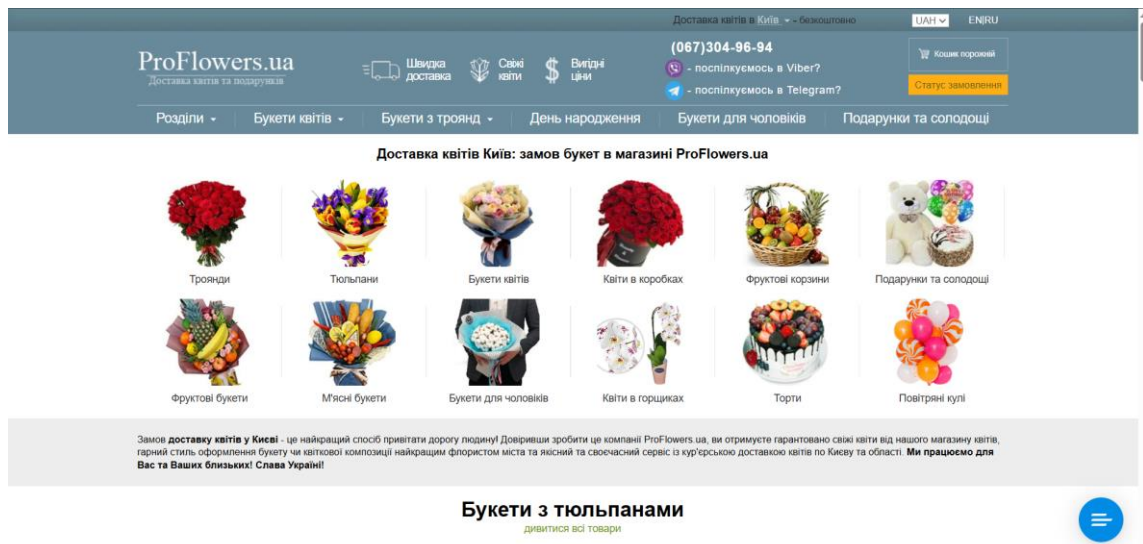 Доставка квітів в Київ - безкоштовно
UAH
EN|RU
ProFlowers.ua
Доставка квітів та подарунків
Швидка
доставка
Свіжі
квіти
Вигідні
ціни
(067)304-96-94
- поспілкуємось в Viber?
- поспілкуємось в Telegram?
Кошик порожній
Статус замовлення
Розділи
Букети квітів
Букети з троянд
День народження
Букети для чоловіків
Подарунки та солодощі
Доставка квітів Київ: замов букет в магазині ProFlowers.ua
Троянди
Тюльпани
Букети квітів
Квіти в коробках
Фруктові корзини
Подарунки та солодощі
Фруктові букети
М'ясні букети
Букети для чоловіків
Квіти в горщиках
Торти
Повітряні кулі
Замов доставку квітів у Києві - це найкращий спосіб привітати дорогу людину! Довіривши зробити це компанії ProFlowers.ua, ви отримуєте гарантовано свіжі квіти від нашого магазину квітів,
гарний стиль оформлення букету чи квіткової композиції найкращим флористом міста та якісний та своєчасний сервіс із кур'єрською доставкою квітів по Києву та області. Ми працюємо для
Вас та Ваших близьких! Слава Україні!
Букети з тюльпанами
дивитися всі товари